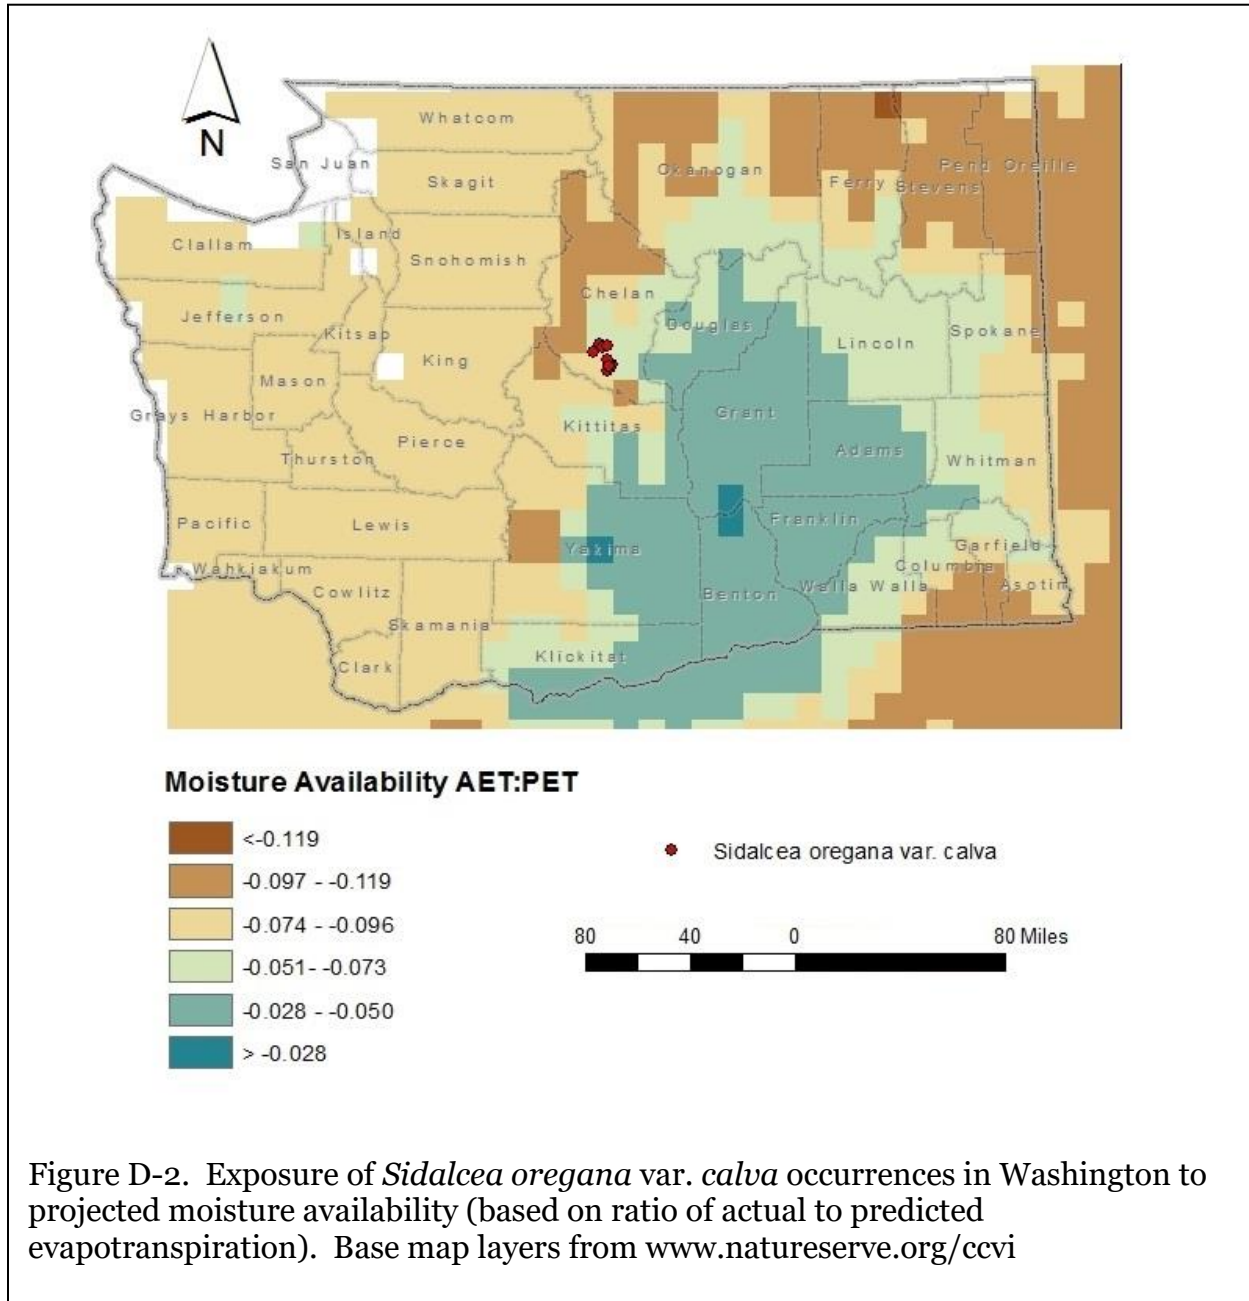 N
Whatcom
San Juan
Skagit
Okanogan
Ferry
Stevens
Pend Oreille
Island
Clallam
Snohomish
Chelan
Jefferson
Kitsap
Douglas
Spokane
King
Lincoln
Mason
Grays Harbor
Grant
Kittitas
Pierce
Adams
Thurston
Whitman
Pacific
Lewis
Franklin
Yakima
Garfield
Wahkiakum
Columbia
Cowlitz
Benton
Walla Walla
Asotin
Skamania
Klickitat
Clark
Moisture Availability AET:PET
<-0.119
-0.097 - -0.119
-0.074 - -0.096
-0.051- -0.073
-0.028 - -0.050
> -0.028
Sidalcea oregana var. calva
80 40 0 80 Miles
Figure D-2. Exposure of Sidalcea oregana var. calva occurrences in Washington to
projected moisture availability (based on ratio of actual to predicted
evapotranspiration). Base map layers from www.natureserve.org/ccvi